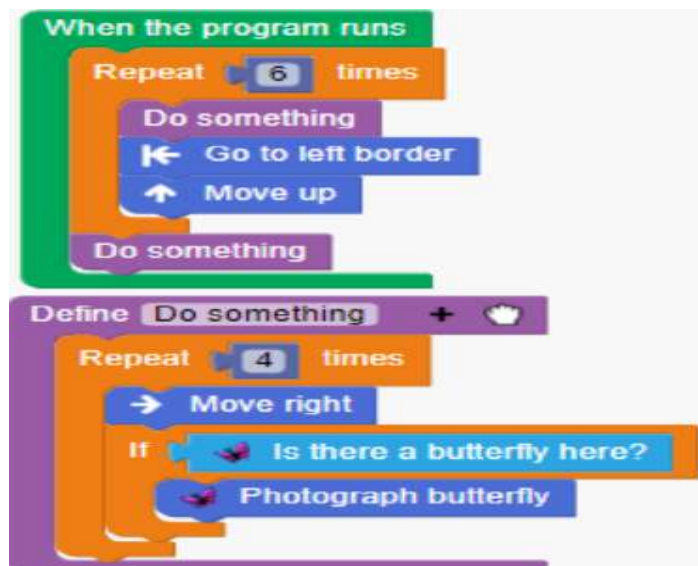 When the program runs
Repeat 6 times
Do something
Go to left border
Move up
Do something
Define Do something +
Repeat 4 times
Move right
If Is there a butterfly here?
Photograph butterfly